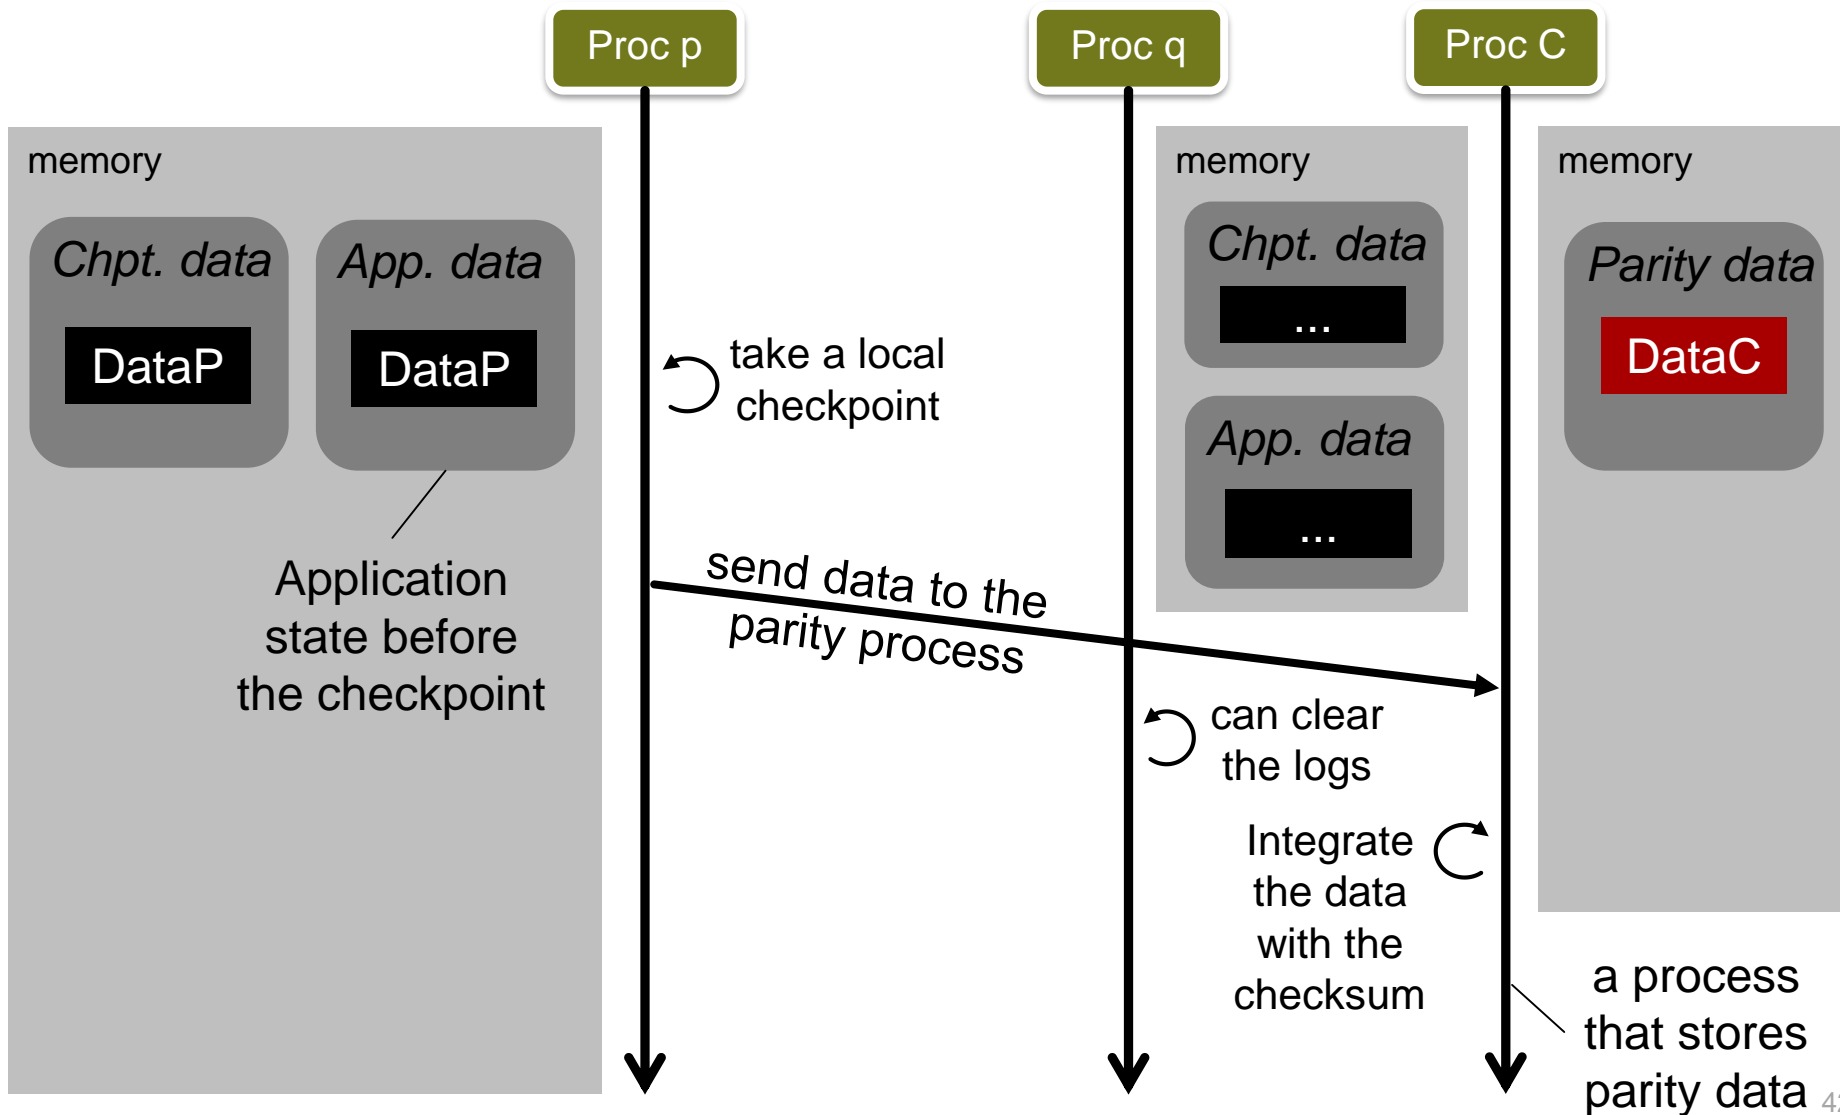 Proc p
Proc q
Proc C
memory
Chpt. data
DataP
App. data
DataP
Application
state before
the checkpoint
take a local
checkpoint
send data to the
parity process
memory
Chpt. data
...
App. data
...
can clear
the logs
Integrate
the data
with the
checksum
memory
Parity data
DataC
a process
that stores
parity data